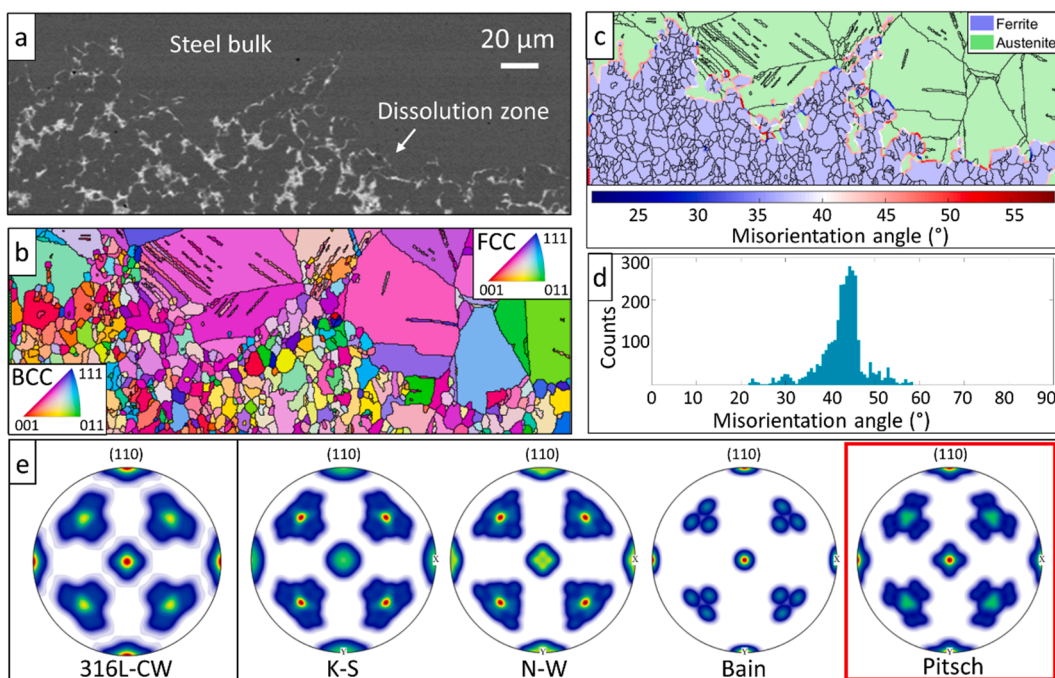 a
Steel bulk
20 µm
Dissolution zone
b
FCC
111
001
011
BCC
111
001
011
c
Ferrite
Austenite
25 30 35 40 45 50 55
Misorientation angle (°)
d
300
200
100
Counts
0 10 20 30 40 50 60 70 80 90
Misorientation angle (°)
e
(110) (110) (110) (110) (110)
X X X X
Y Y Y Y
316L-CW K-S N-W Bain Pitsch